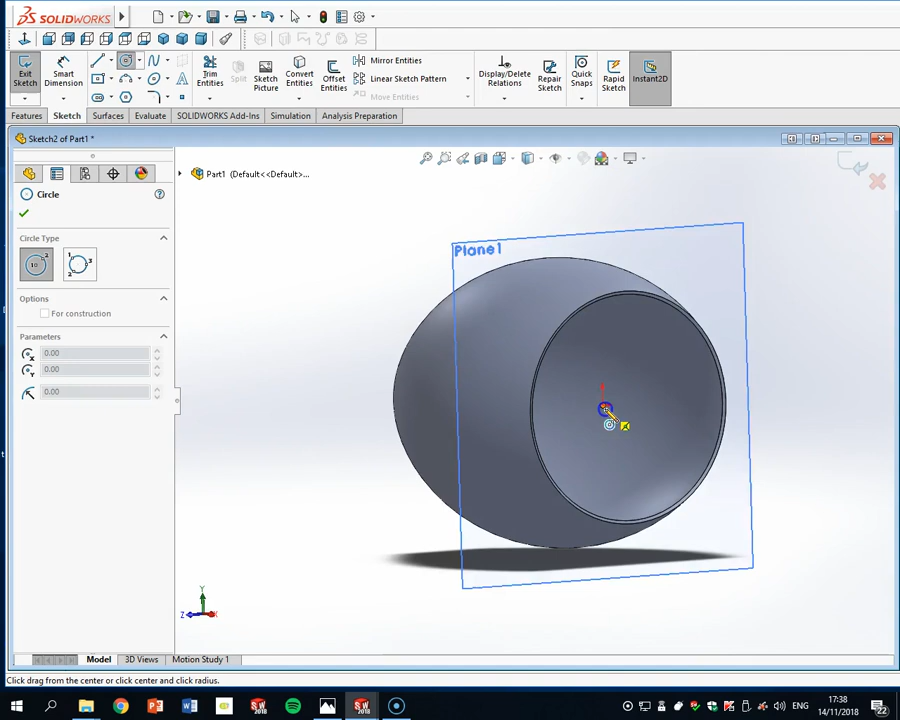 SOLIDWORKS
Exit Sketch
Smart Dimension
Trim Entities
Split
Sketch Picture
Convert Entities
Offset Entities
Mirror Entities
Linear Sketch Pattern
Move Entities
Display/Delete Relations
Repair Sketch
Quick Snaps
Rapid Sketch
Instant2D
Features Sketch Surfaces Evaluate SOLIDWORKS Add-Ins Simulation Analysis Preparation
Sketch2 of Part1 *
Part1 (Default<<Default>...
Circle
Circle Type
Options
For construction
Parameters
0.00
0.00
0.00
Plane1
Y
Z
X
Model 3D Views Motion Study 1
Click drag from the center or click center and click radius.
ENG
17:38
14/11/2018
22